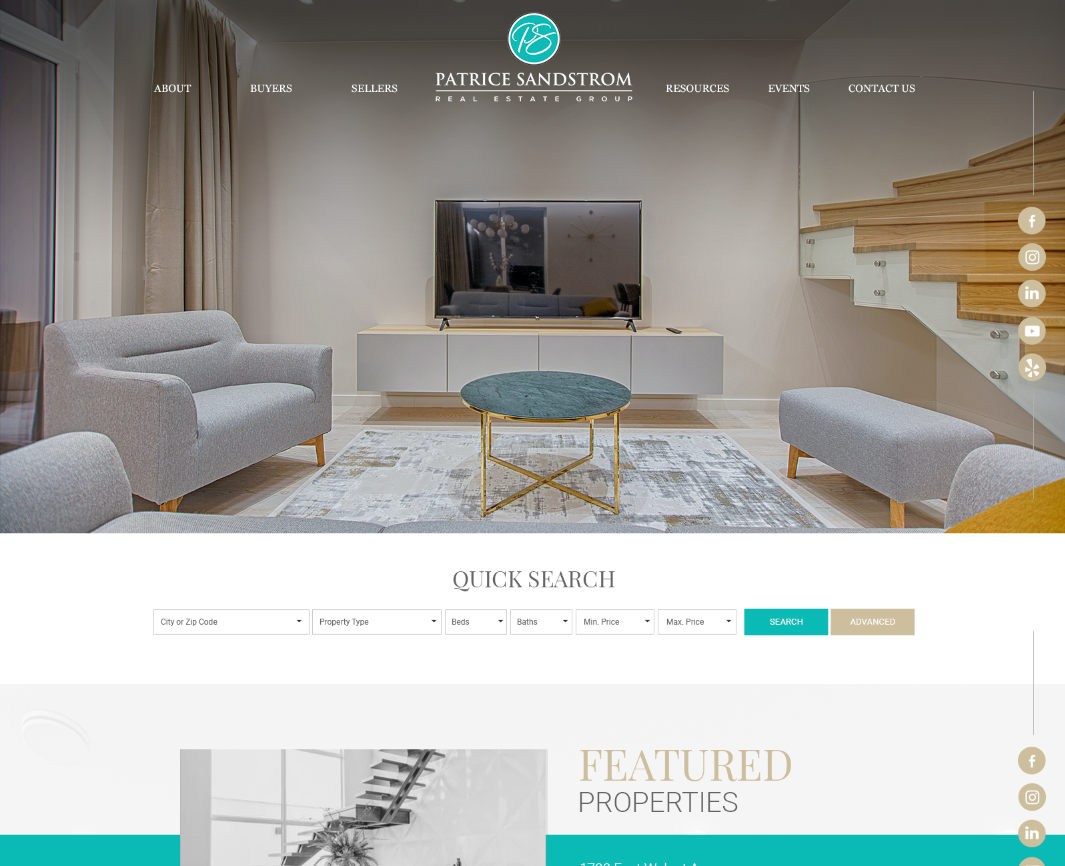 PS
PATRICE SANDSTROM
REAL ESTATE GROUP
ABOUT BUYERS SELLERS RESOURCES EVENTS CONTACT US
QUICK SEARCH
City or Zip Code Property Type Beds Baths Min. Price Max. Price SEARCH ADVANCED
FEATURED
PROPERTIES